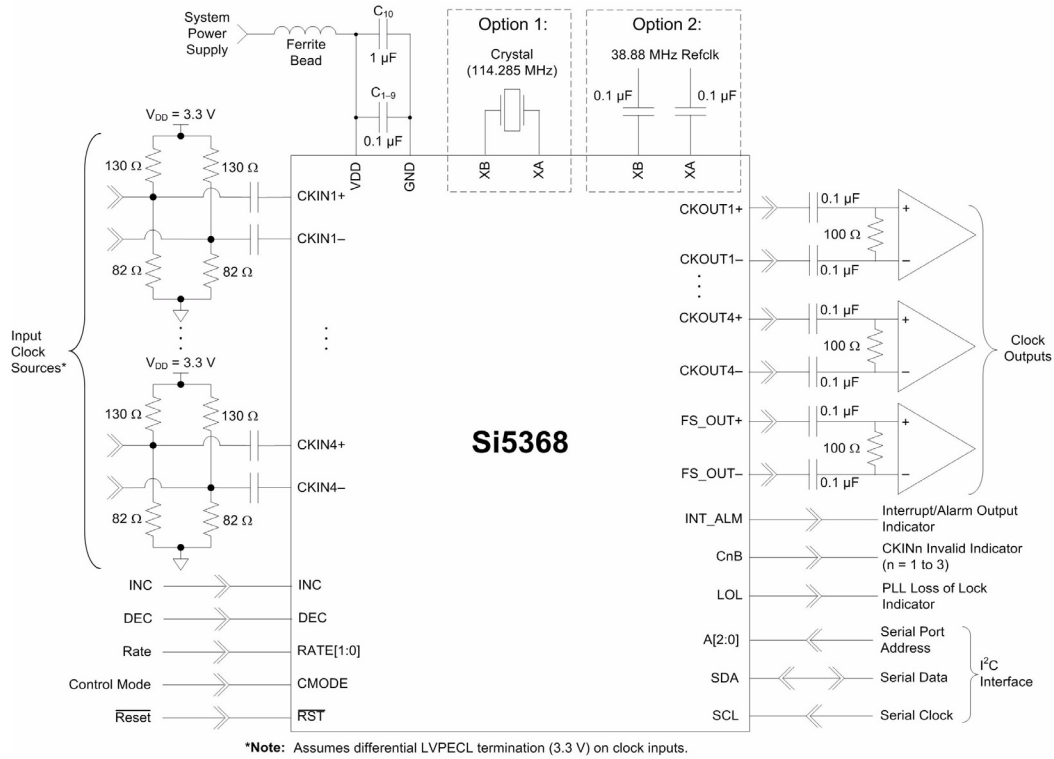 System
Power
Supply
Ferrite
Bead
C10
1 µF
C1–9
0.1 µF
VDD
GND
Option 1:
Crystal
(114.285 MHz)
XB
XA
Option 2:
38.88 MHz Refclk
0.1 µF
0.1 µF
XB
XA
Input
Clock
Sources*
VDD = 3.3 V
130 Ω
130 Ω
82 Ω
82 Ω
CKIN1+
CKIN1–
VDD = 3.3 V
130 Ω
130 Ω
82 Ω
82 Ω
CKIN4+
CKIN4–
INC
INC
DEC
DEC
Rate
RATE[1:0]
Control Mode
CMODE
Reset
RST
Si5368
CKOUT1+
0.1 µF
+
100 Ω
CKOUT1–
0.1 µF
–
CKOUT4+
0.1 µF
+
100 Ω
CKOUT4–
0.1 µF
–
FS_OUT+
0.1 µF
+
100 Ω
FS_OUT–
0.1 µF
–
Clock
Outputs
INT_ALM
Interrupt/Alarm Output
Indicator
CnB
CKINn Invalid Indicator
(n = 1 to 3)
LOL
PLL Loss of Lock
Indicator
A[2:0]
Serial Port
Address
SDA
Serial Data
SCL
Serial Clock
I2C
Interface
*Note: Assumes differential LVPECL termination (3.3 V) on clock inputs.